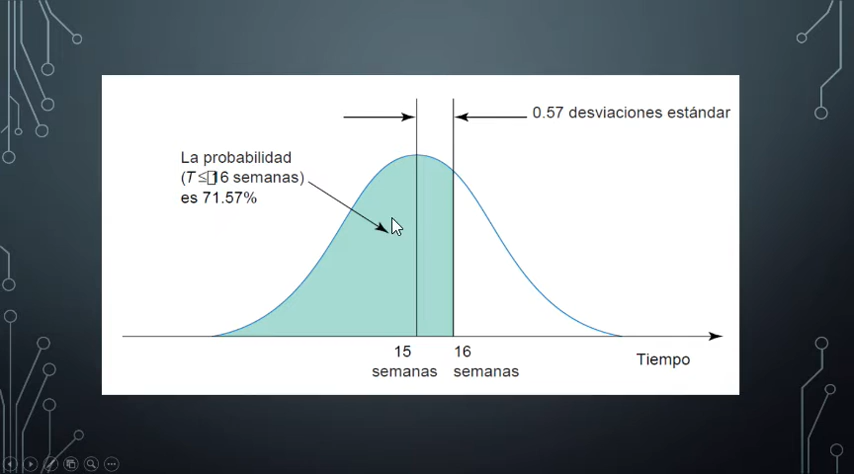 0.57 desviaciones estándar
La probabilidad
(T ≤ 16 semanas)
es 71.57%
15
semanas
16
semanas
Tiempo